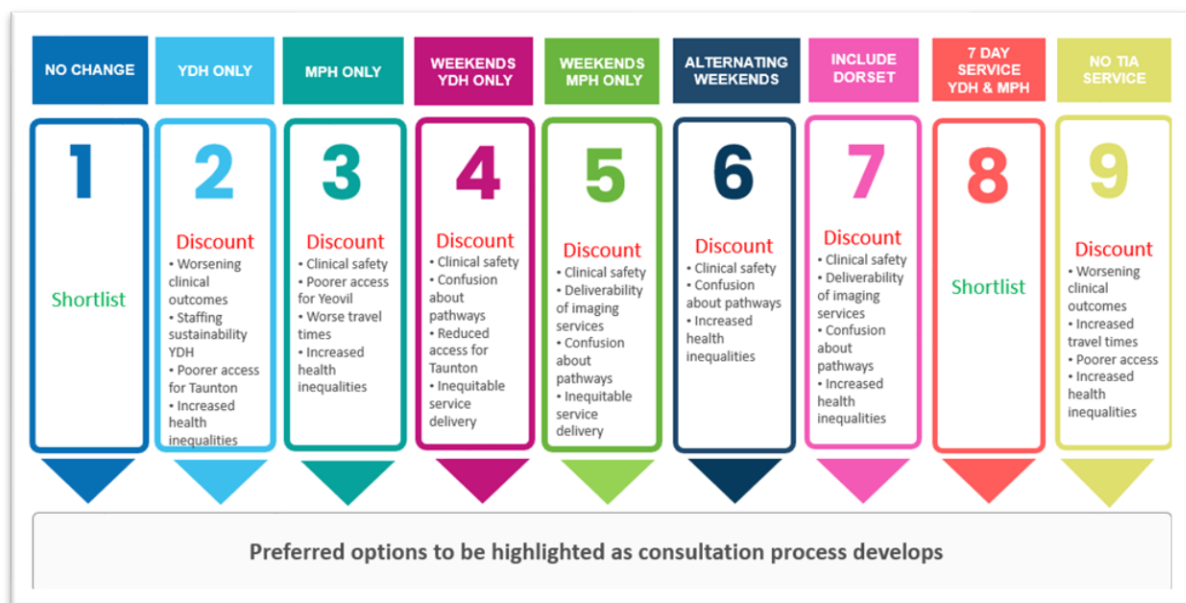 NO CHANGE
1
Shortlist
YDH ONLY
2
Discount
• Worsening
clinical
outcomes
• Staffing
sustainability
YDH
• Poorer access
for Taunton
• Increased
health
inequalities
MPH ONLY
3
Discount
• Clinical safety
• Poorer access
for Yeovil
• Worse travel
times
• Increased
health
inequalities
WEEKENDS
YDH ONLY
4
Discount
• Clinical safety
• Confusion
about
pathways
• Reduced
access for
Taunton
• Inequitable
service
delivery
WEEKENDS
MPH ONLY
5
Discount
• Clinical safety
• Deliverability
of imaging
services
• Confusion
about
pathways
• Inequitable
service
delivery
ALTERNATING
WEEKENDS
6
Discount
• Clinical safety
• Confusion
about pathways
• Increased
health
inequalities
INCLUDE
DORSET
7
Discount
• Clinical safety
• Deliverability
of imaging
services
• Confusion
about
pathways
• Increased
health
inequalities
7 DAY
SERVICE
YDH & MPH
8
Shortlist
NO TIA
SERVICE
9
Discount
• Worsening
clinical
outcomes
• Increased
travel times
• Poorer access
• Increased
health
inequalities
Preferred options to be highlighted as consultation process develops